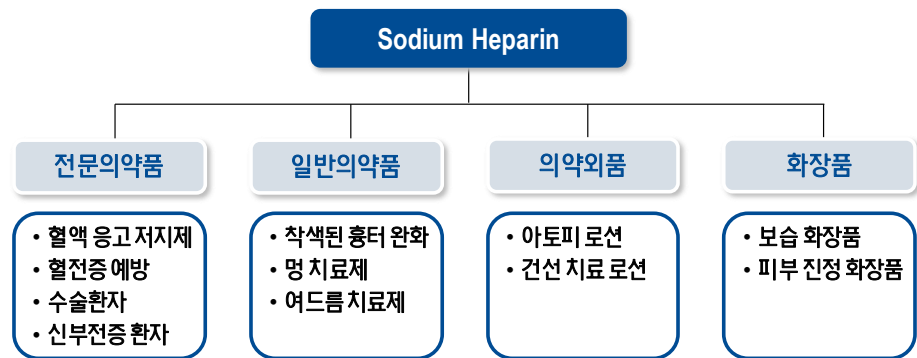 Sodium Heparin
전문의약품
• 혈액 응고 저지제
• 혈전증 예방
• 수술환자
• 신부전증 환자
일반의약품
• 착색된 흉터 완화
• 멍 치료제
• 여드름 치료제
의약외품
• 아토피 로션
• 건선 치료 로션
화장품
• 보습 화장품
• 피부 진정 화장품